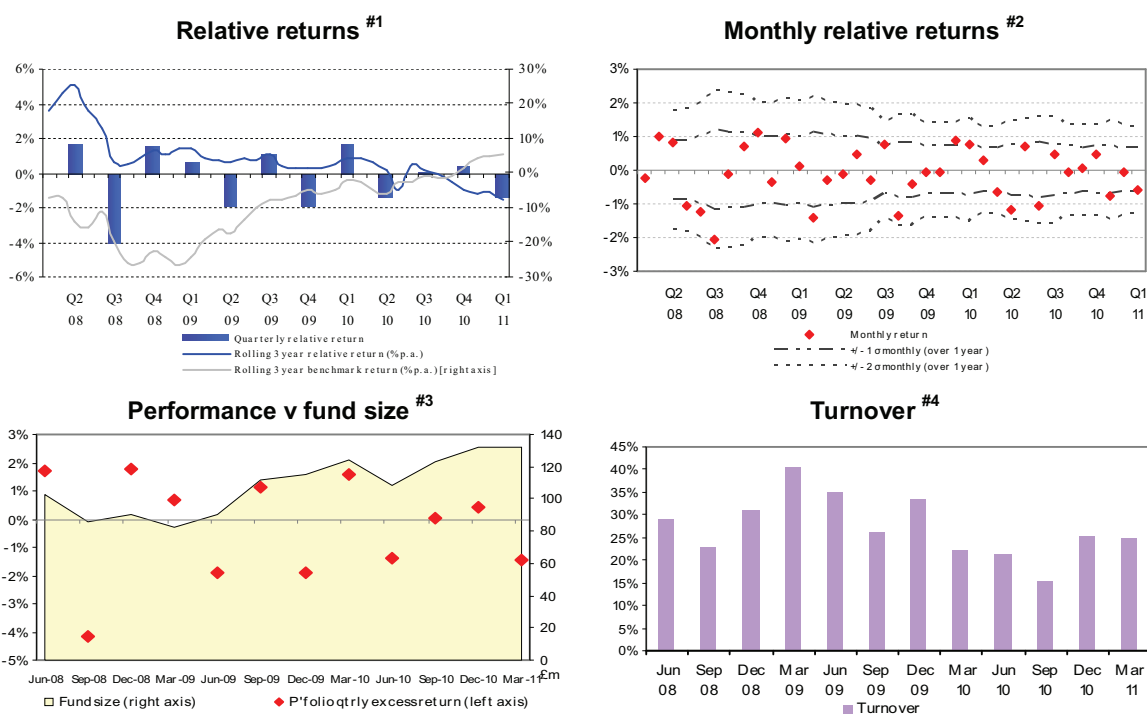 Relative returns #1
6%
4%
2%
0%
-2%
-4%
-6%
30%
20%
10%
0%
-10%
-20%
-30%
Q2 Q3 Q4 Q1 Q2 Q3 Q4 Q1 Q2 Q3 Q4 Q1
08 08 08 09 09 09 09 10 10 10 10 11
Quarterly relative return
Rolling 3 year relative return (% p.a.)
Rolling 3 year benchmark return (% p.a.) [right axis]
Monthly relative returns #2
3%
2%
1%
0%
-1%
-2%
-3%
Q2 Q3 Q4 Q1 Q2 Q3 Q4 Q1 Q2 Q3 Q4 Q1
08 08 08 09 09 09 09 10 10 10 10 11
Monthly return
+/- 1 σ monthly (over 1 year)
+/- 2 σ monthly (over 1 year)
Performance v fund size #3
3%
2%
1%
0%
-1%
-2%
-3%
-4%
-5%
140
120
100
80
60
40
20
0
£m
Jun-08 Sep-08 Dec-08 Mar-09 Jun-09 Sep-09 Dec-09 Mar-10 Jun-10 Sep-10 Dec-10 Mar-11
Fund size (right axis) P'folio qtrly excess return (left axis)
Turnover #4
45%
40%
35%
30%
25%
20%
15%
10%
5%
0%
Jun Sep Dec Mar Jun Sep Dec Mar Jun Sep Dec Mar
08 08 08 09 09 09 09 10 10 10 10 11
Turnover